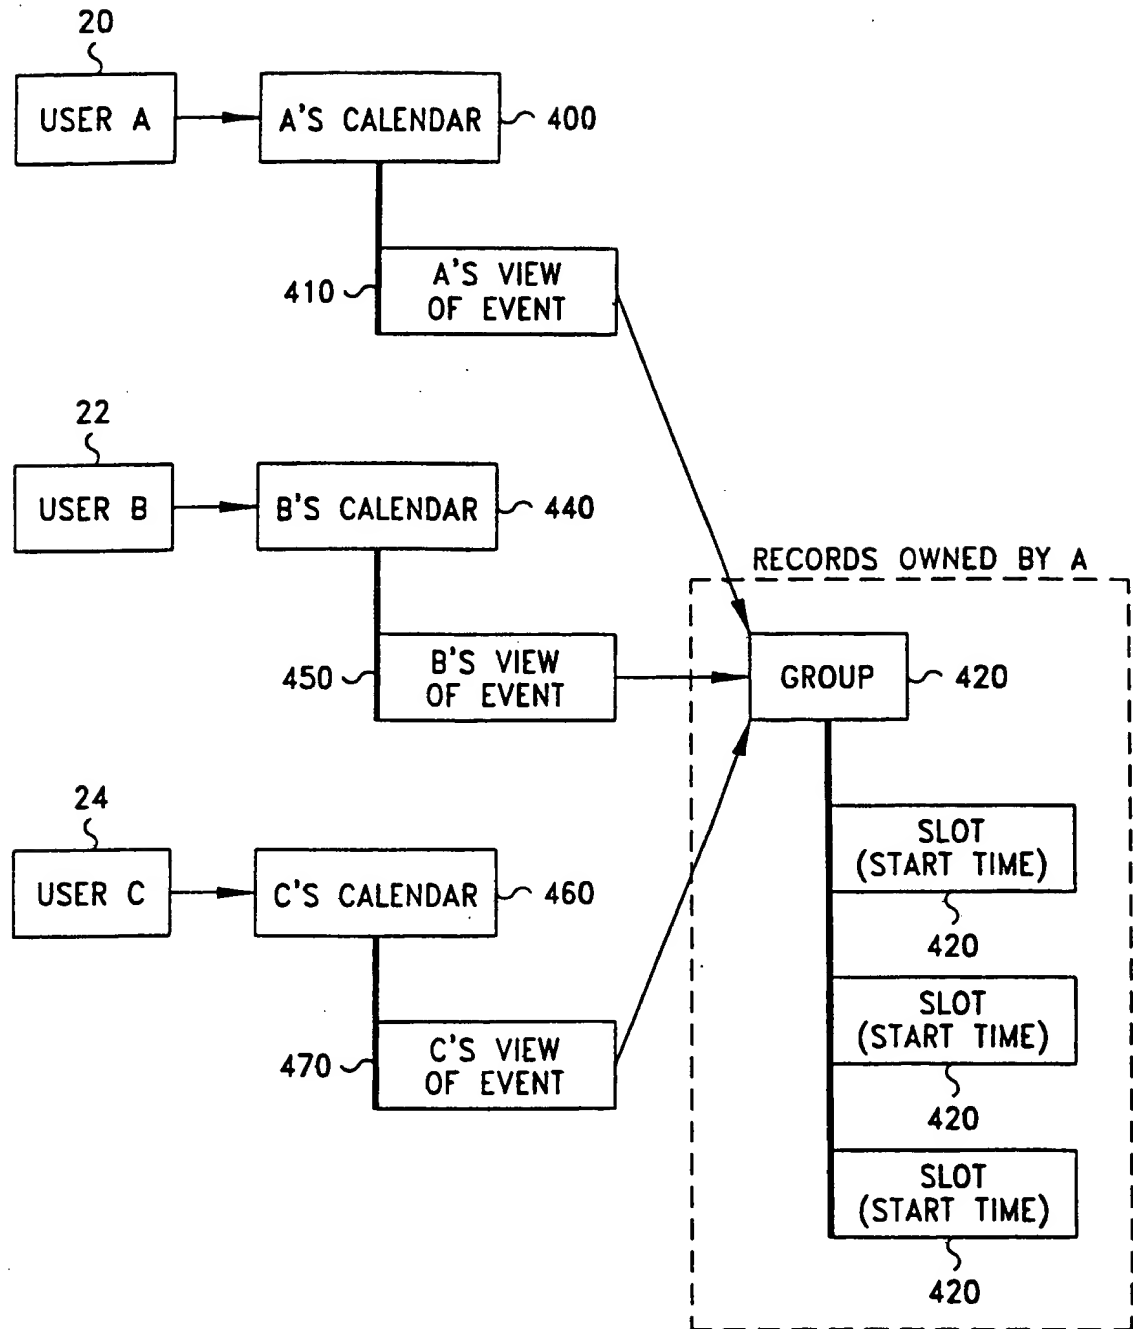 20
USER A
A'S CALENDAR
400
410
A'S VIEW
OF EVENT
22
USER B
B'S CALENDAR
440
RECORDS OWNED BY A
450
B'S VIEW
OF EVENT
GROUP
420
24
USER C
C'S CALENDAR
460
SLOT
(START TIME)
420
470
C'S VIEW
OF EVENT
SLOT
(START TIME)
420
SLOT
(START TIME)
420